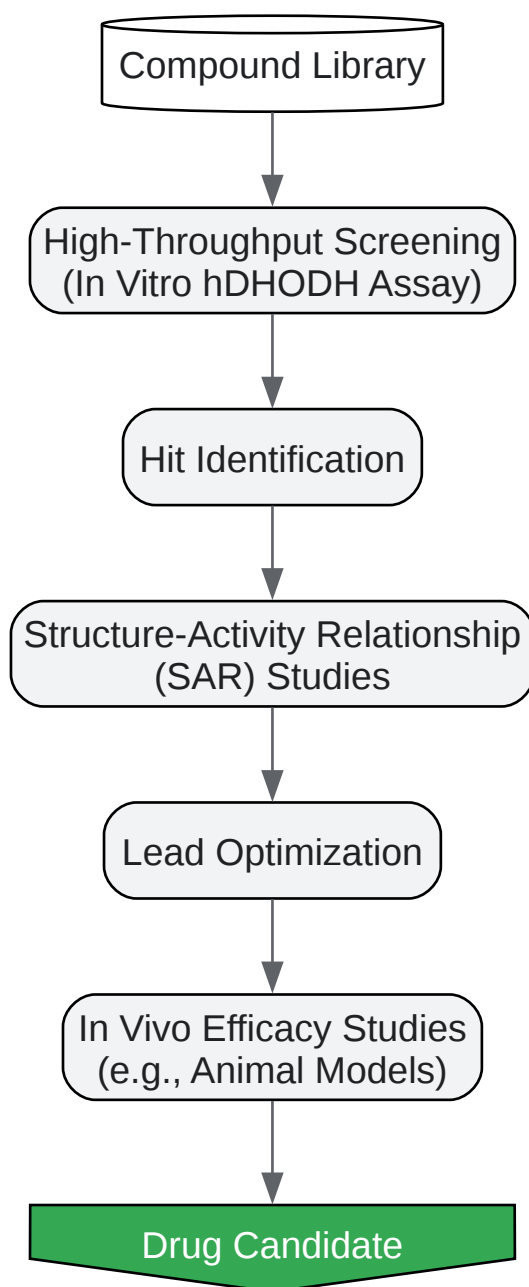 Compound Library
High-Throughput Screening
(In Vitro hDHODH Assay)
Hit Identification
Structure-Activity Relationship
(SAR) Studies
Lead Optimization
In Vivo Efficacy Studies
(e.g., Animal Models)
Drug Candidate